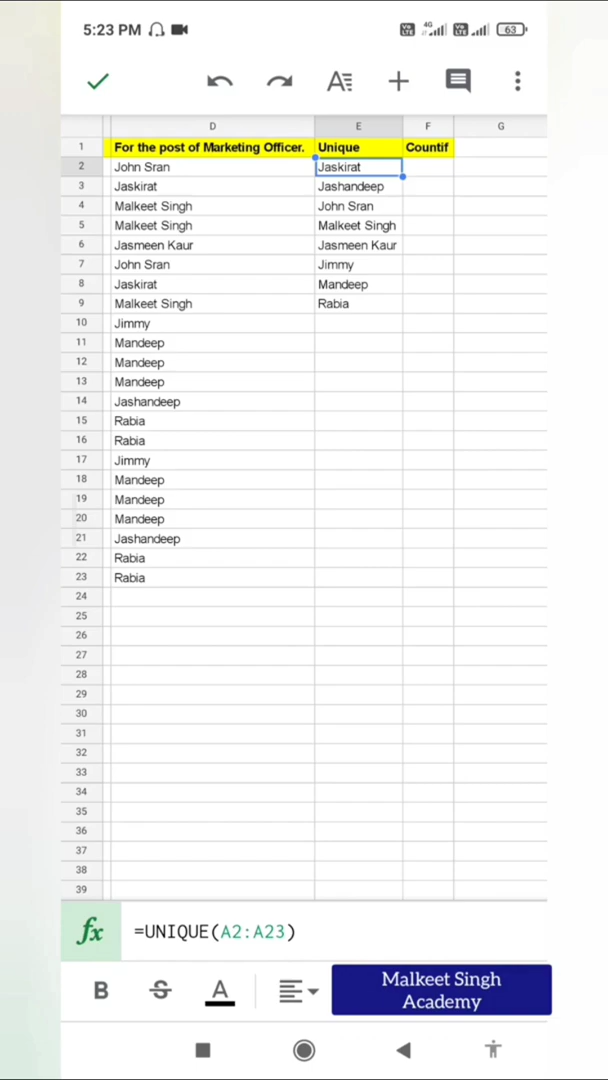 5:23 PM 4G 63
D E F G
1 For the post of Marketing Officer. Unique Countif
2 John Sran Jaskirat
3 Jaskirat Jashandeep
4 Malkeet Singh John Sran
5 Malkeet Singh Malkeet Singh
6 Jasmeen Kaur Jasmeen Kaur
7 John Sran Jimmy
8 Jaskirat Mandeep
9 Malkeet Singh Rabia
10 Jimmy
11 Mandeep
12 Mandeep
13 Mandeep
14 Jashandeep
15 Rabia
16 Rabia
17 Jimmy
18 Mandeep
19 Mandeep
20 Mandeep
21 Jashandeep
22 Rabia
23 Rabia
24
25
26
27
28
29
30
31
32
33
34
35
36
37
38
39
fx =UNIQUE(A2:A23)
B S A
Malkeet Singh
Academy